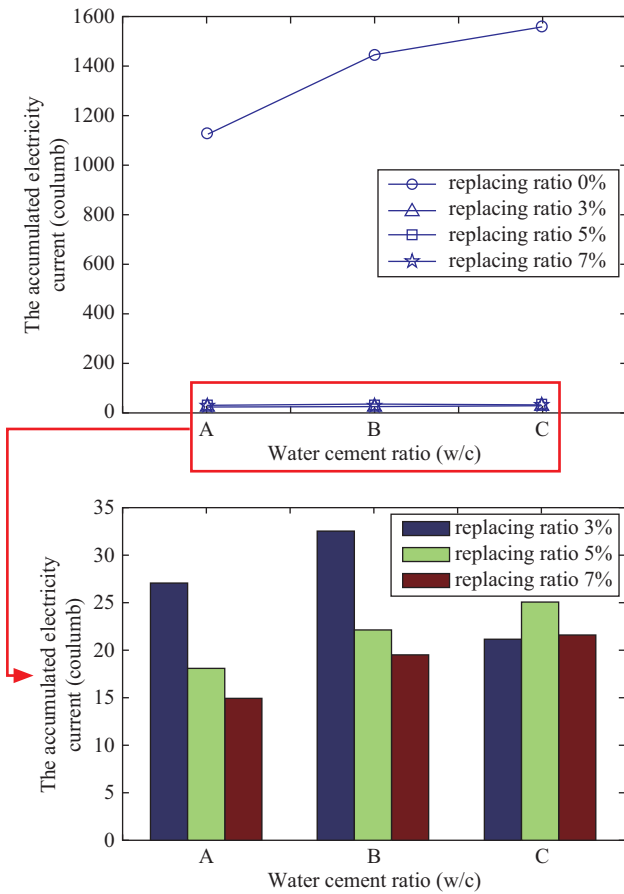 1600
1400
1200
1000
800
600
400
200
0
The accumulated electricity
current (coulumb)
replacing ratio 0%
replacing ratio 3%
replacing ratio 5%
replacing ratio 7%
A B C
Water cement ratio (w/c)
35
30
25
20
15
10
5
0
The accumulated electricity
current (coulumb)
replacing ratio 3%
replacing ratio 5%
replacing ratio 7%
A B C
Water cement ratio (w/c)